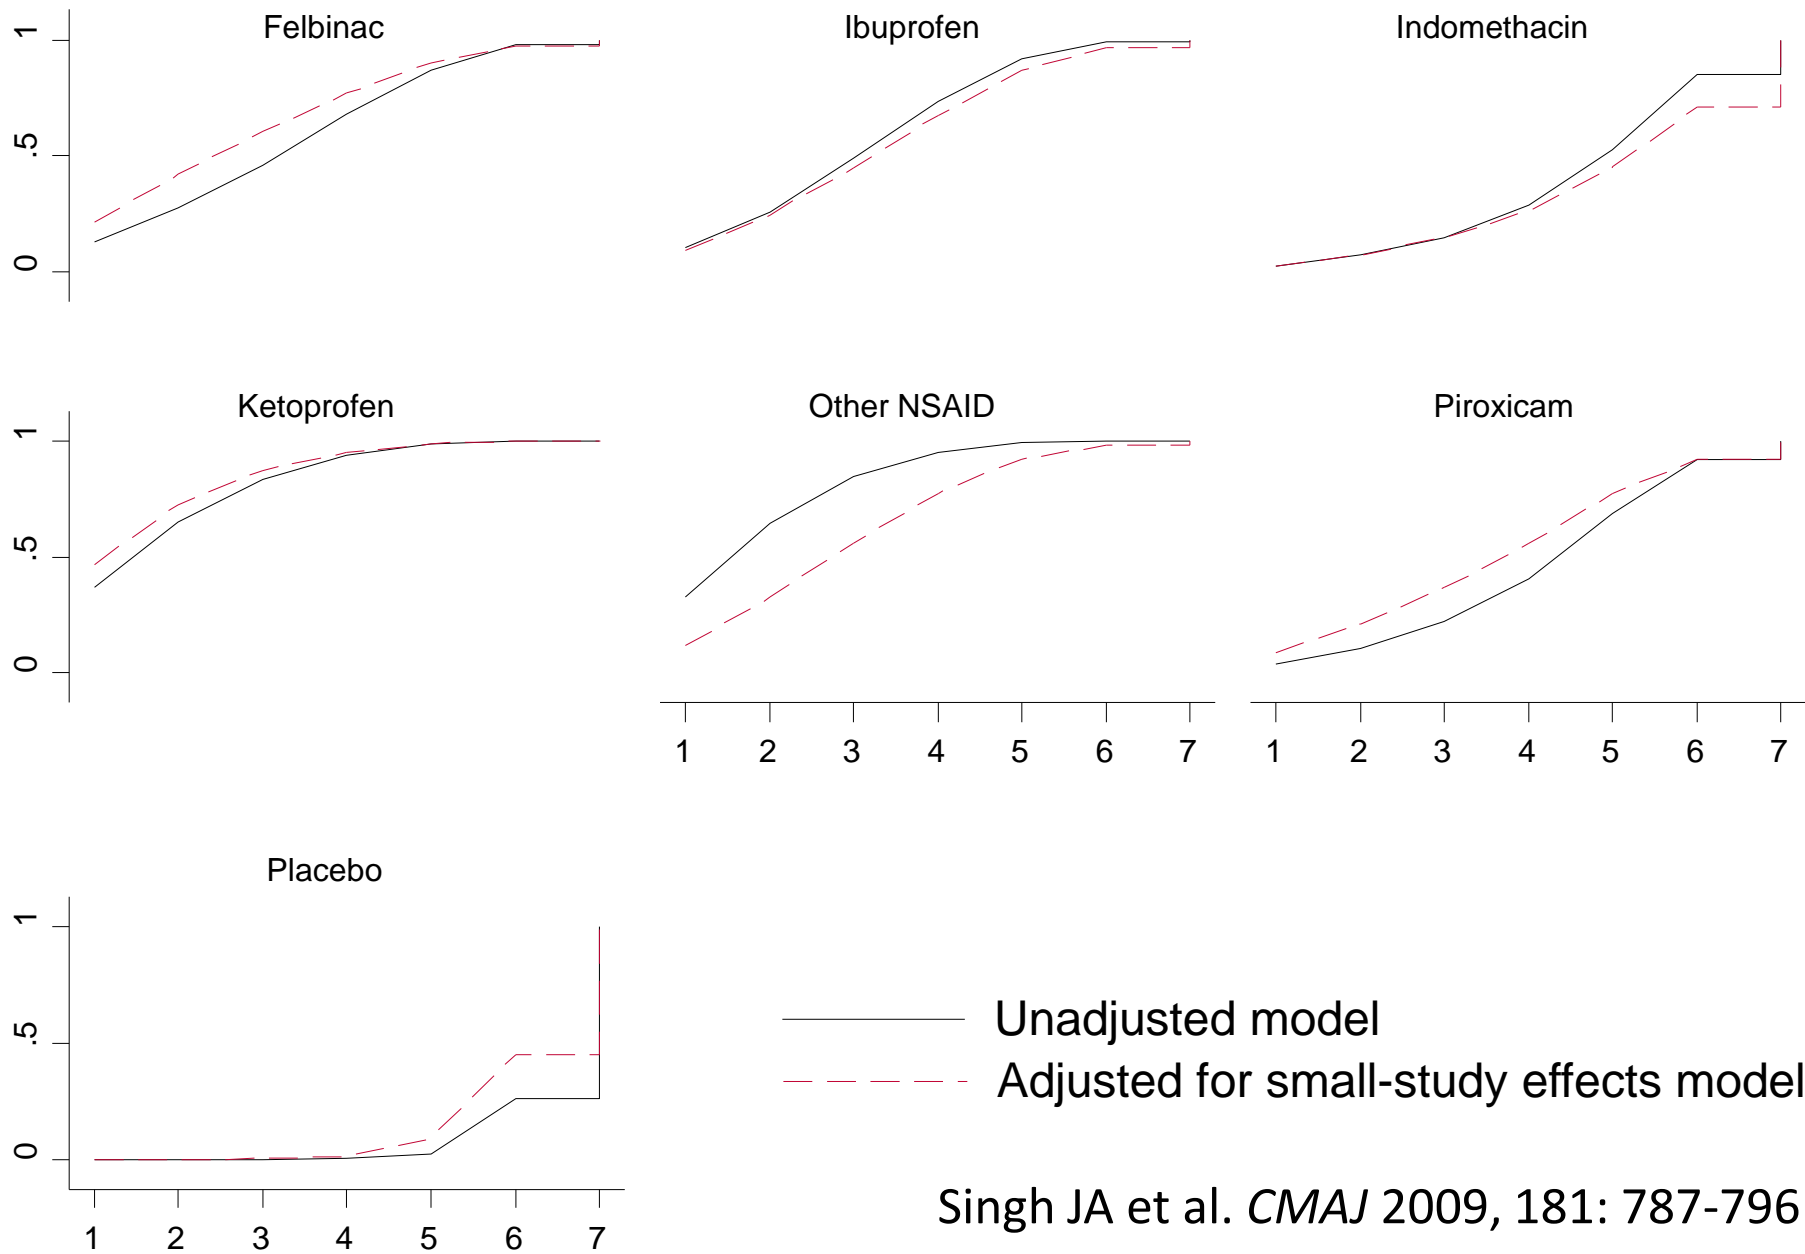 Felbinac
Ibuprofen
Indomethacin
1
.5
0
Ketoprofen
Other NSAID
Piroxicam
1
.5
0
1 2 3 4 5 6 7
1 2 3 4 5 6 7
Placebo
1
.5
0
1 2 3 4 5 6 7
Unadjusted model
Adjusted for small-study effects model
Singh JA et al. CMAJ 2009, 181: 787-796